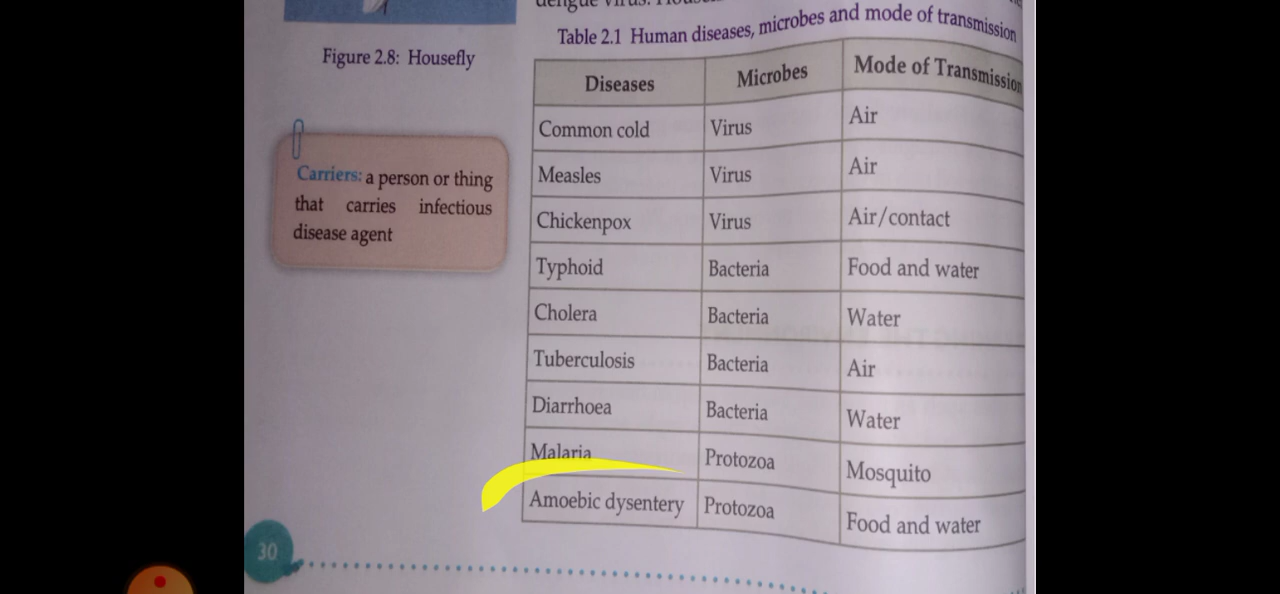 dengue virus.
Table 2.1 Human diseases, microbes and mode of transmission
Figure 2.8: Housefly
Diseases Microbes Mode of Transmission
Common cold Virus Air
Measles Virus Air
Chickenpox Virus Air/contact
Typhoid Bacteria Food and water
Cholera Bacteria Water
Tuberculosis Bacteria Air
Diarrhoea Bacteria Water
Malaria Protozoa Mosquito
Amoebic dysentery Protozoa Food and water
Carriers: a person or thing
that carries infectious
disease agent
30